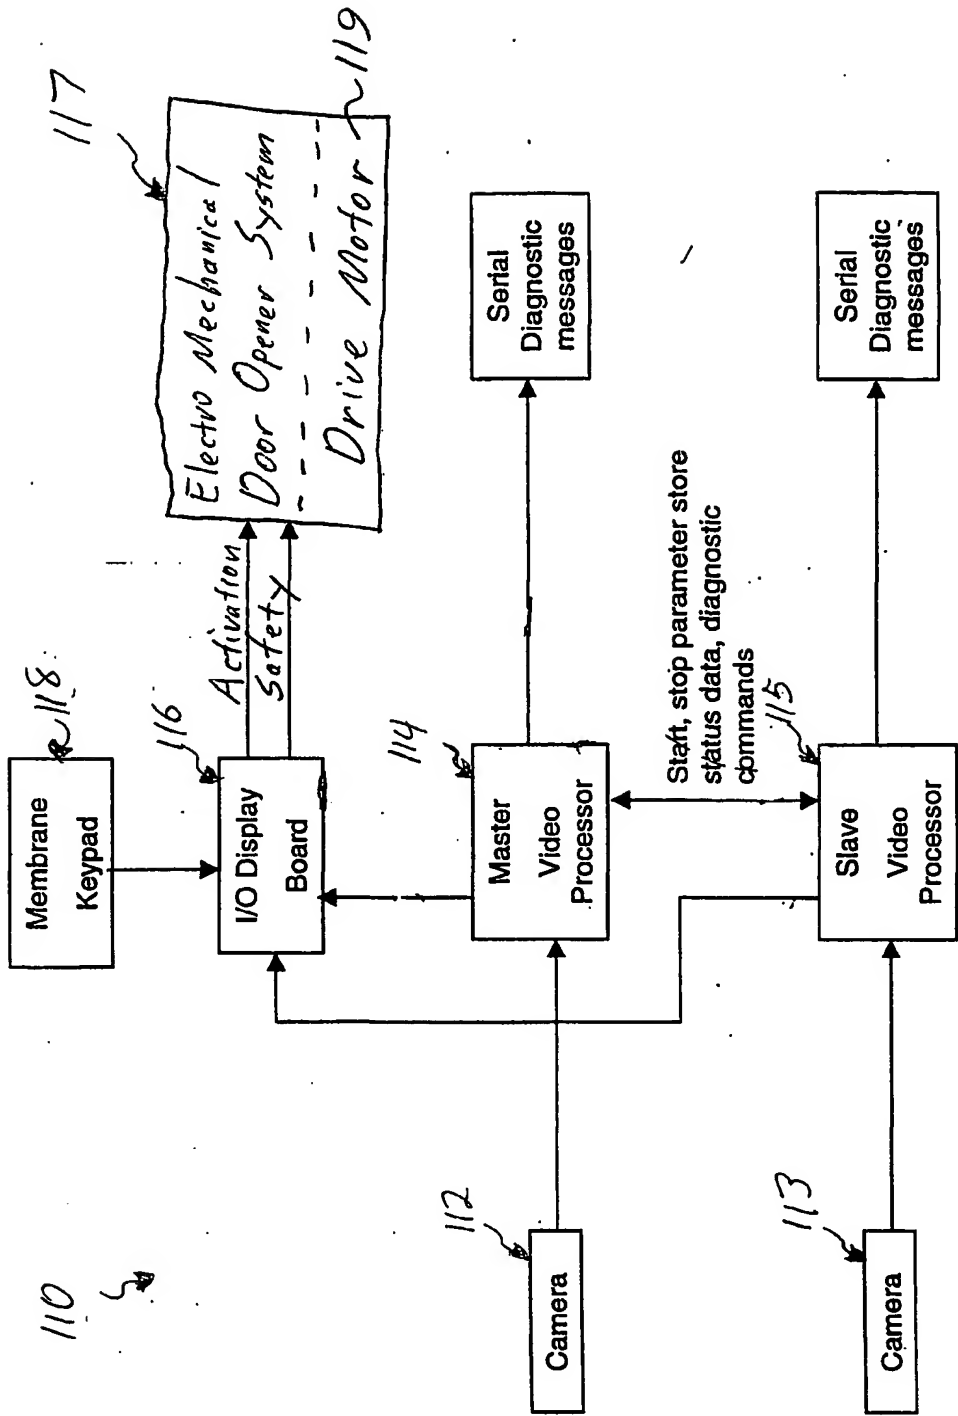 110
Membrane
Keypad
118
116
I/O Display
Board
Activation
Safety
117
Electro Mechanical
Door Opener System
Drive Motor
119
112
Camera
114
Master
Video
Processor
Serial
Diagnostic
messages
Start, stop parameter store
status data, diagnostic
commands
113
Camera
115
Slave
Video
Processor
Serial
Diagnostic
messages